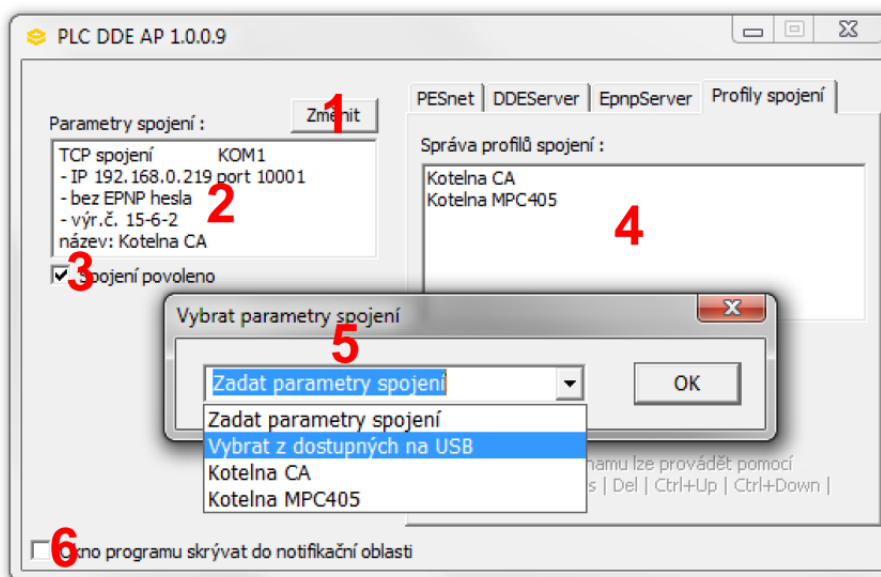 PLC DDE AP 1.0.0.9
1
Změnit
Parametry spojení :
TCP spojení KOM1
- IP 192.168.0.219 port 10001
- bez EPNP hesla
- výr.č. 15-6-2
název: Kotelna CA
2
3
Spojení povoleno
PESnet DDEServer EpnpServer Profily spojení
Správa profilů spojení :
Kotelna CA
Kotelna MPC405
4
Vybrat parametry spojení
5
Zadat parametry spojení
OK
Zadat parametry spojení
Vybrat z dostupných na USB
Kotelna CA
Kotelna MPC405
lze provádět pomocí
| Del | Ctrl+Up | Ctrl+Down |
6
Okno programu skrývat do notifikační oblasti